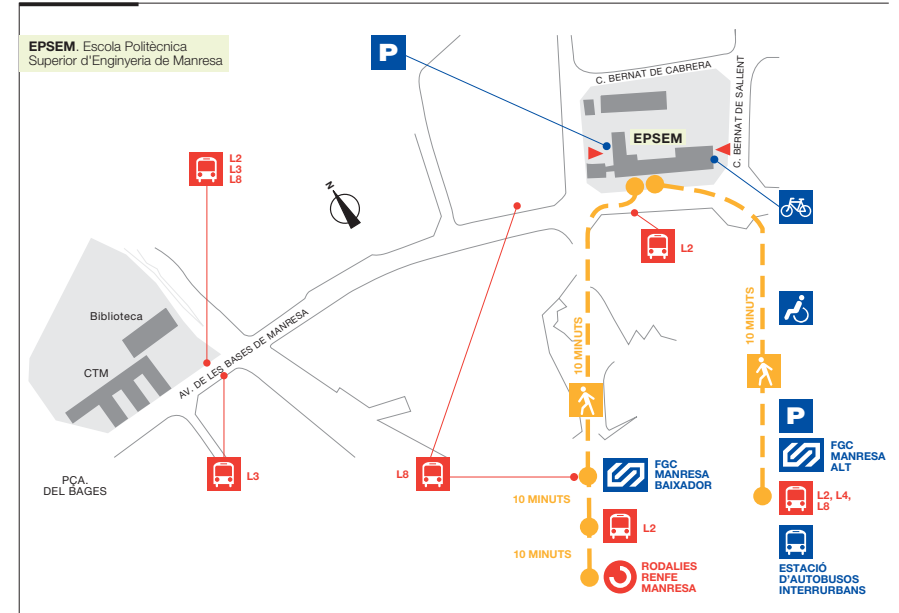 EPSEM. Escola Politècnica
Superior d'Enginyeria de Manresa
P
C. BERNAT DE CABRERA
C. BERNAT DE SALLENT
EPSEM
L2
L3
L8
N
L2
Biblioteca
CTM
AV. DE LES BASES DE MANRESA
10 MINUTS
10 MINUTS
P
PÇA.
DEL BAGES
L3
L8
FGC
MANRESA
BAIXADOR
FGC
MANRESA
ALT
10 MINUTS
L2
L2, L4,
L8
10 MINUTS
RODALIES
RENFE
MANRESA
ESTACIÓ
D'AUTOBUSOS
INTERRURBANS